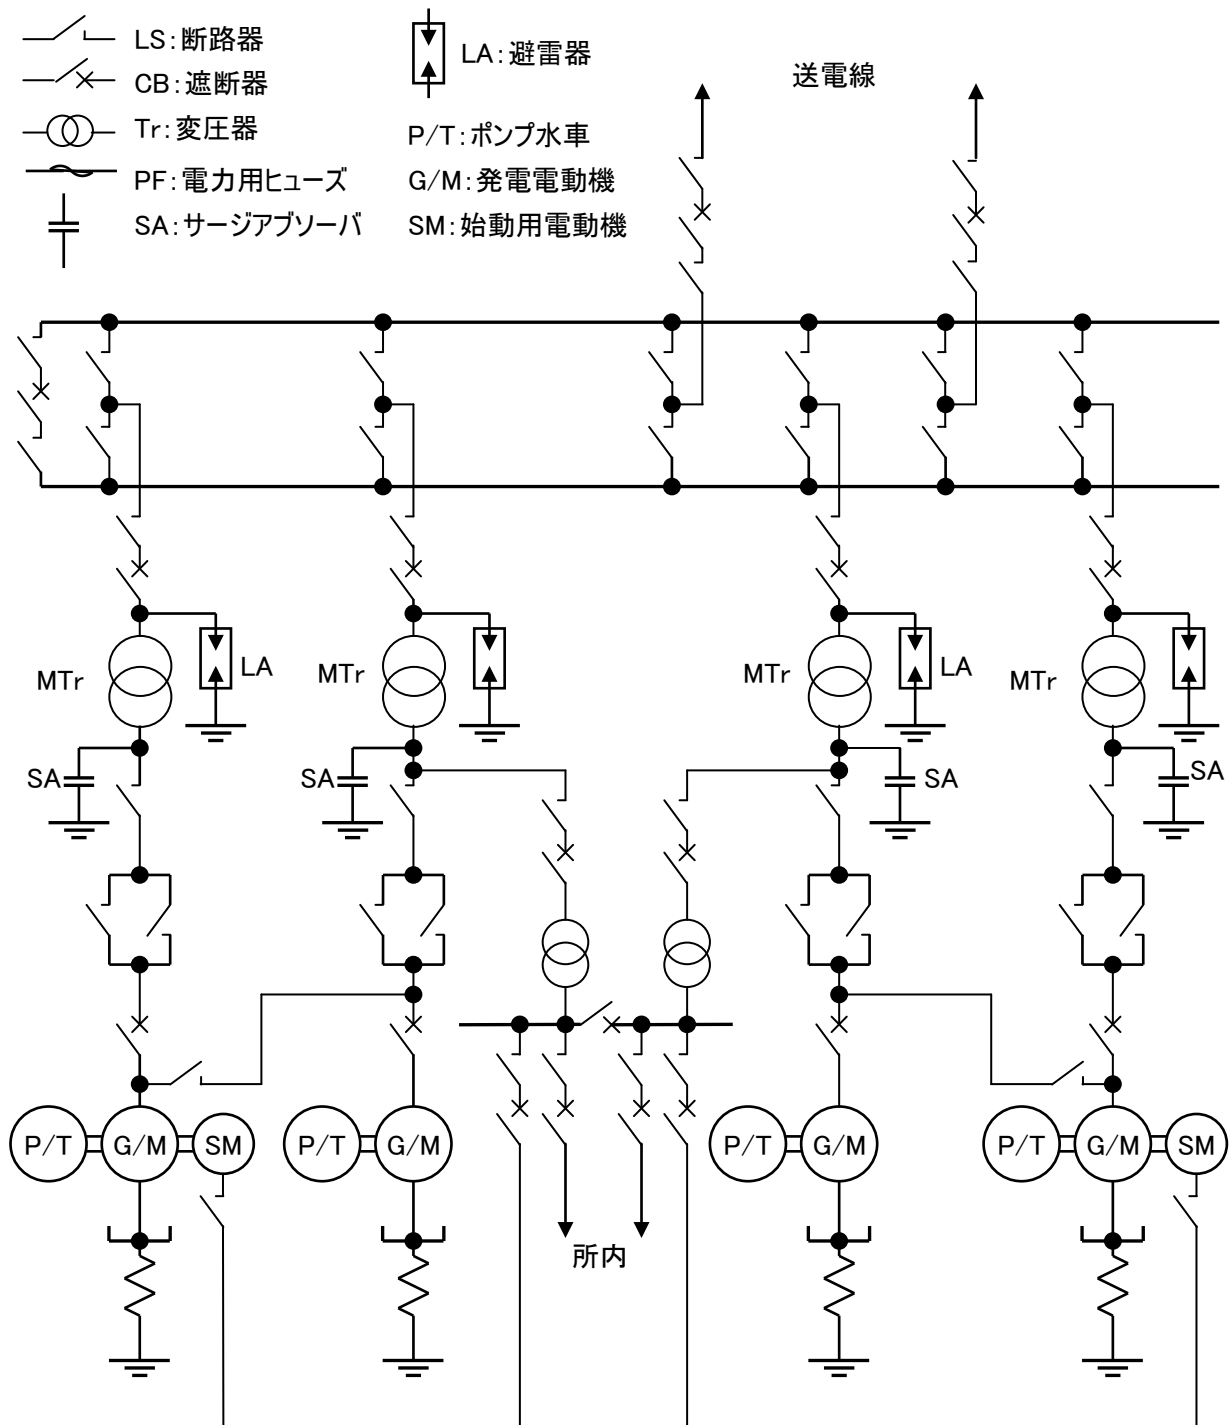 LS:断路器
CB:遮断器
Tr:変圧器
PF:電力用ヒューズ
SA:サージアブソーバ
LA:避雷器
P/T:ポンプ水車
G/M:発電電動機
SM:始動用電動機
送電線
MTr
LA
MTr
MTr
LA
MTr
SA
SA
SA
SA
P/T
G/M
SM
P/T
G/M
P/T
G/M
P/T
G/M
SM
所内